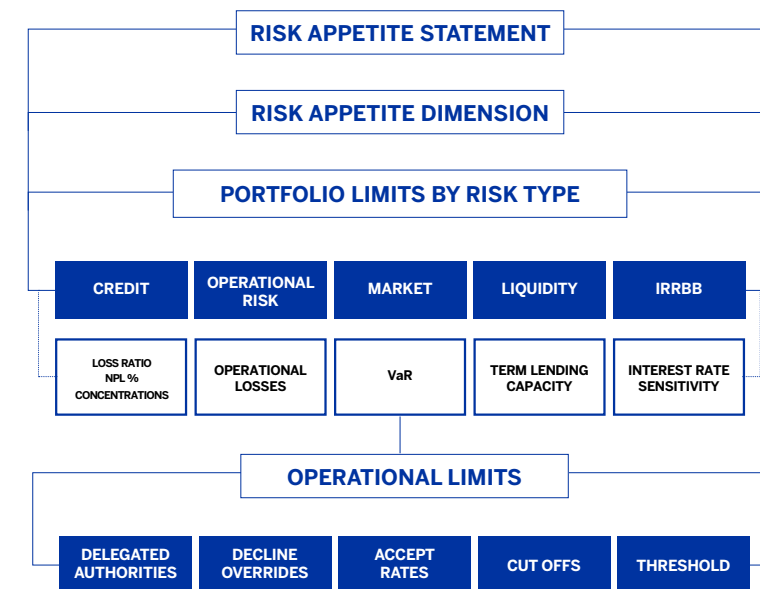 RISK APPETITE STATEMENT
RISK APPETITE DIMENSION
PORTFOLIO LIMITS BY RISK TYPE
CREDIT
OPERATIONAL
RISK
MARKET
LIQUIDITY
IRRBB
LOSS RATIO
NPL %
CONCENTRATIONS
OPERATIONAL
LOSSES
VaR
TERM LENDING
CAPACITY
INTEREST RATE
SENSITIVITY
OPERATIONAL LIMITS
DELEGATED
AUTHORITIES
DECLINE
OVERRIDES
ACCEPT
RATES
CUT OFFS
THRESHOLD